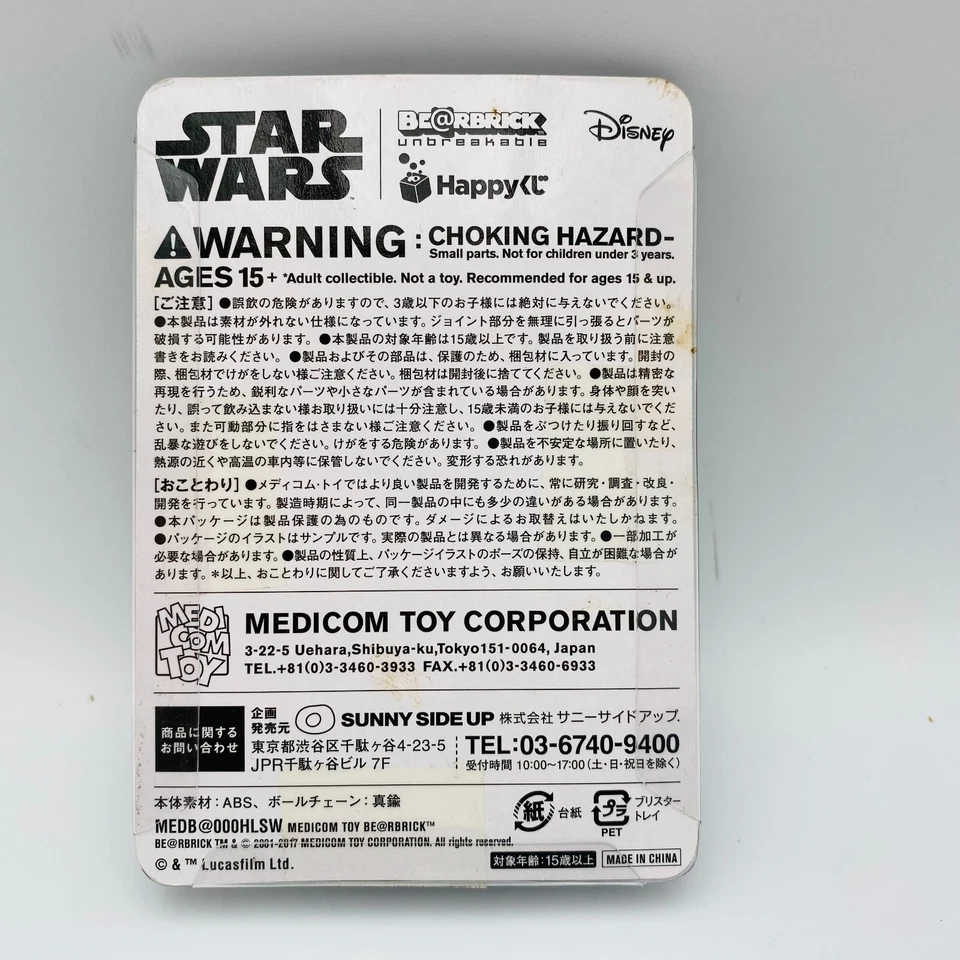 STAR WARS
BE@RBRICK
unbreakable
Disney
Happyくじ
WARNING : CHOKING HAZARD-
Small parts. Not for children under 3 years.
AGES 15+ *Adult collectible. Not a toy. Recommended for ages 15 & up.
[ご注意] ●誤飲の危険がありますので、3歳以下のお子様には絶対に与えないでください。
●本製品は素材が外れない仕様になっています。ジョイント部分を無理に引っ張るとパーツが
破損する可能性があります。 ●本製品の対象年齢は15歳以上です。製品を取り扱う前に注意
書きをお読みください。 ●製品およびその部品は、保護のため、梱包材に入っています。開封の
際、梱包材でけがをしない様ご注意ください。梱包材は開封後に捨ててください。 ●製品は精密な
再現を行うため、鋭利なパーツや小さなパーツが含まれている場合があります。身体や顔を突い
たり、誤って飲み込まない様お取り扱いには十分注意し、15歳未満のお子様には与えないでくだ
さい。また可動部分に指をはさまない様ご注意ください。 ●製品をぶつけたり振り回すなど、
乱暴な遊びをしないでください。けがをする危険があります。 ●製品を不安定な場所に置いたり、
熱源の近くや高温の車内等に保管しないでください。変形する恐れがあります。
[おことわり] ●メディコム・トイではより良い製品を開発するために、常に研究・調査・改良・
開発を行っています。製造時期によって、同一製品の中にも多少の違いがある場合があります。
●本パッケージは製品保護の為のものです。ダメージによるお取替えはいたしかねます。
●パッケージのイラストはサンプルです。実際の製品とは異なる場合があります。 ●一部加工が
必要な場合があります。 ●製品の性質上、パッケージイラストのポーズの保持、自立が困難な場合が
あります。 *以上、おことわりに関してご了承くださいますよう、お願いいたします。
MEDI COM TOY
MEDICOM TOY CORPORATION
3-22-5 Uehara,Shibuya-ku,Tokyo151-0064, Japan
TEL.+81(0)3-3460-3933 FAX.+81(0)3-3460-6933
商品に関する
お問い合わせ
企画
発売元
SUNNY SIDE UP 株式会社 サニーサイドアップ.
東京都渋谷区千駄ヶ谷4-23-5
JPR千駄ヶ谷ビル 7F
TEL:03-6740-9400
受付時間 10:00~17:00 (土・日・祝日を除く)
本体素材：ABS、ボールチェーン：真鍮
紙 台紙
プラ
PET
ブリスター
トレイ
MEDB@000HLSW MEDICOM TOY BE@RBRICK™
BE@RBRICK TM & © 2001-2017 MEDICOM TOY CORPORATION. All rights reserved.
© & ™ Lucasfilm Ltd.
対象年齢:15歳以上
MADE IN CHINA